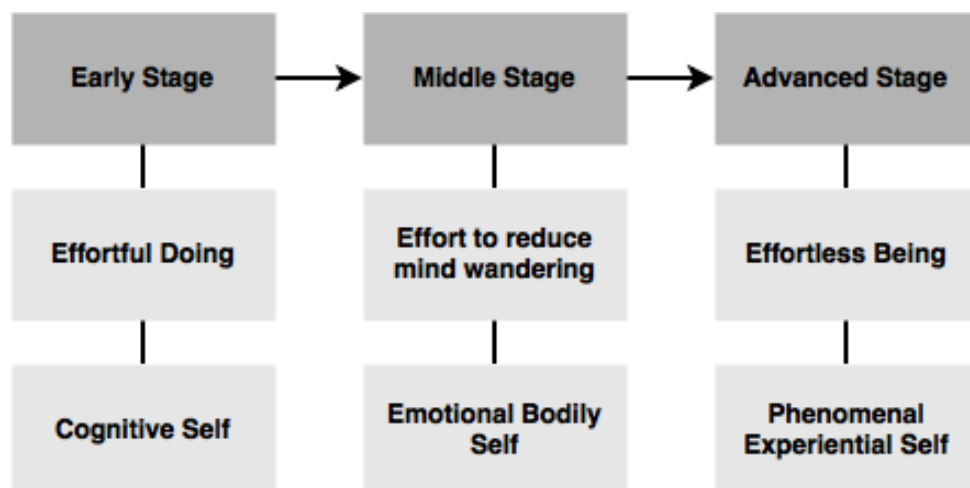 Early Stage
Middle Stage
Advanced Stage
Effortful Doing
Effort to reduce
mind wandering
Effortless Being
Cognitive Self
Emotional Bodily
Self
Phenomenal
Experiential Self